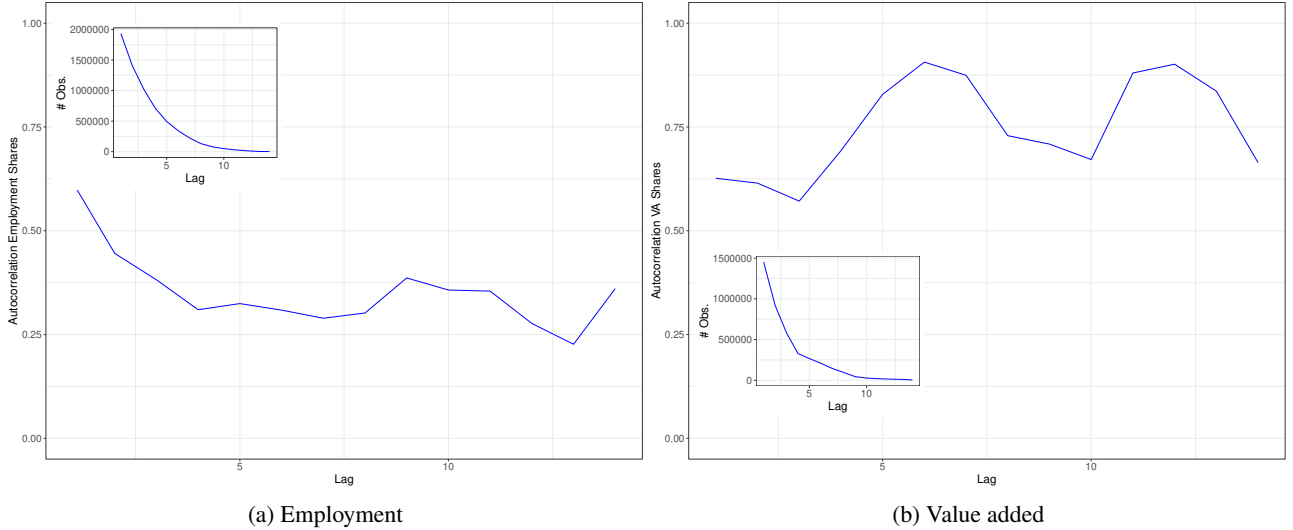 1.00
0.75
0.50
0.25
0.00
Autocorrelation Employment Shares
5
10
Lag
2000000
1500000
1000000
500000
0
# Obs.
5
10
Lag
(a) Employment
1.00
0.75
0.50
0.25
0.00
Autocorrelation VA Shares
5
10
Lag
1500000
1000000
500000
0
# Obs.
5
10
Lag
(b) Value added